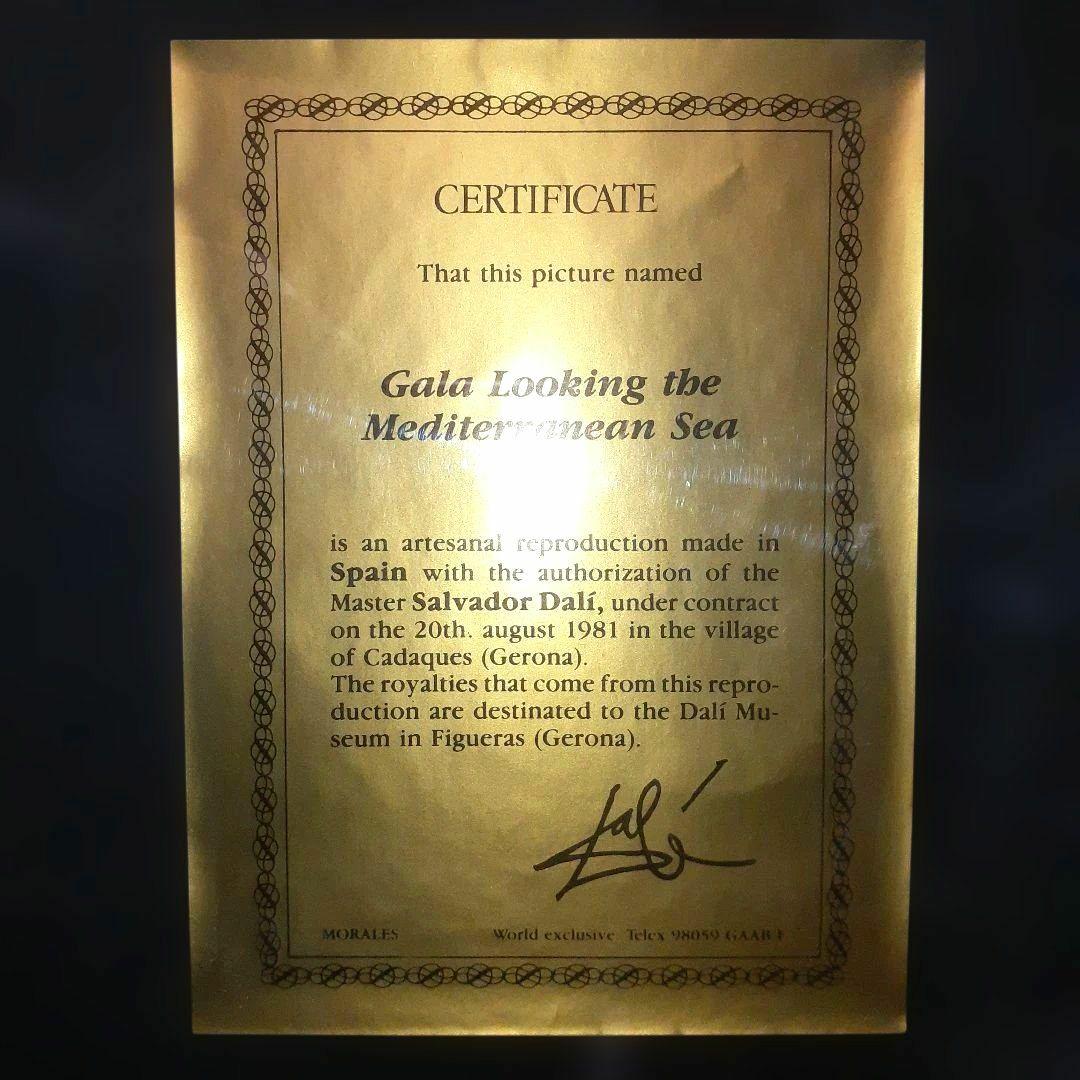 CERTIFICATE
That this picture named
Gala Looking the
Mediterranean Sea
is an artesanal reproduction made in
Spain with the authorization of the
Master Salvador Dalí, under contract
on the 20th. august 1981 in the village
of Cadaques (Gerona).
The royalties that come from this repro-
duction are destinated to the Dalí Mu-
seum in Figueras (Gerona).
Dalí
MORALES World exclusive Telex 98059 GAAB E